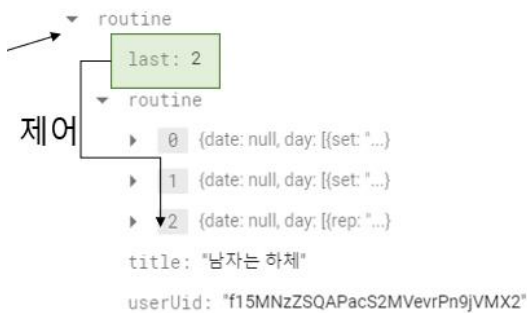 routine
last: 2
routine
제어
0 {date: null, day: [{set: "...}
1 {date: null, day: [{set: "...}
2 {date: null, day: [{rep: "...}
title: "남자는 하체"
userUid: "f15MNzZSQAPacS2MVevrPn9jVMX2"